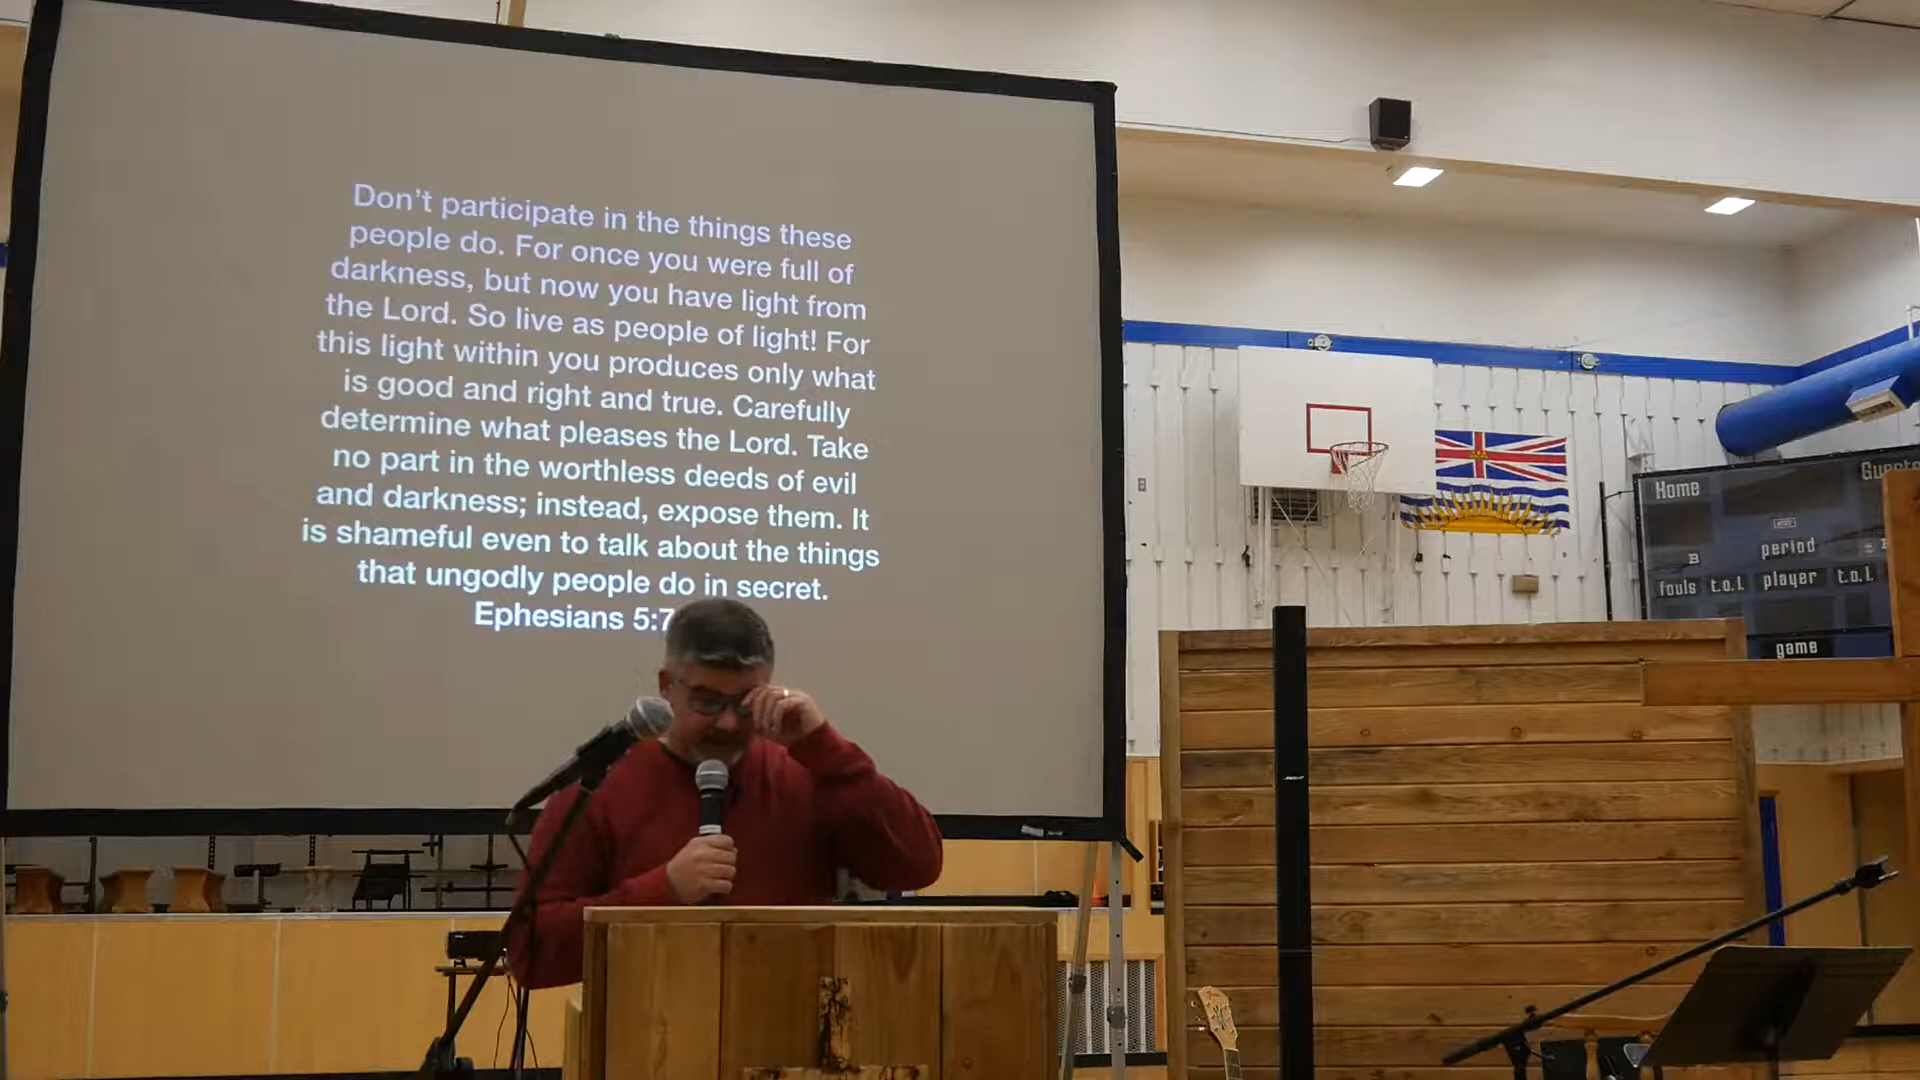 Don't participate in the things these
people do. For once you were full of
darkness, but now you have light from
the Lord. So live as people of light! For
this light within you produces only what
is good and right and true. Carefully
determine what pleases the Lord. Take
no part in the worthless deeds of evil
and darkness; instead, expose them. It
is shameful even to talk about the things
that ungodly people do in secret.
Ephesians 5:7
Home
B
period
fouls t.o.l. player t.o.l.
game